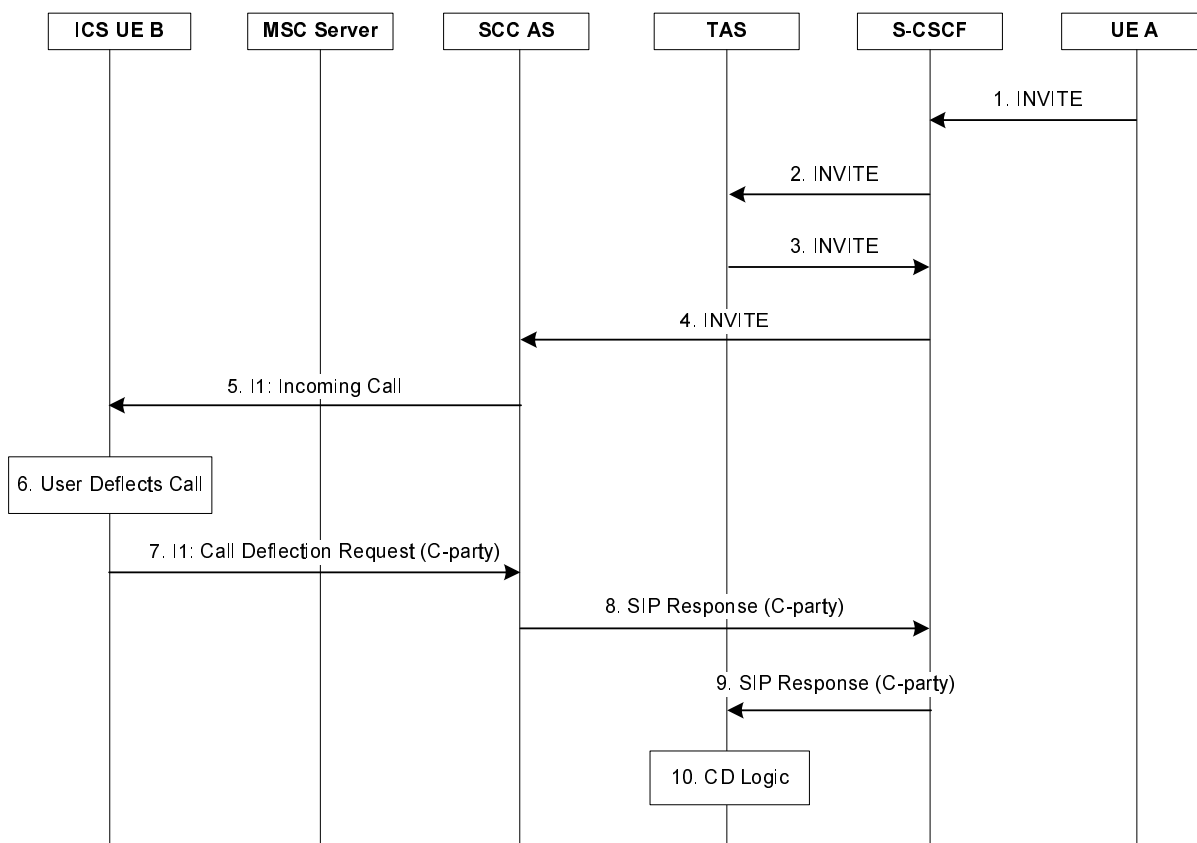 ICS UE B
MSC Server
SCC AS
TAS
S-CSCF
UE A
1. INVITE
2. INVITE
3. INVITE
4. INVITE
5. I1: Incoming Call
6. User Deflects Call
7. I1: Call Deflection Request (C-party)
8. SIP Response (C-party)
9. SIP Response (C-party)
10. CD Logic